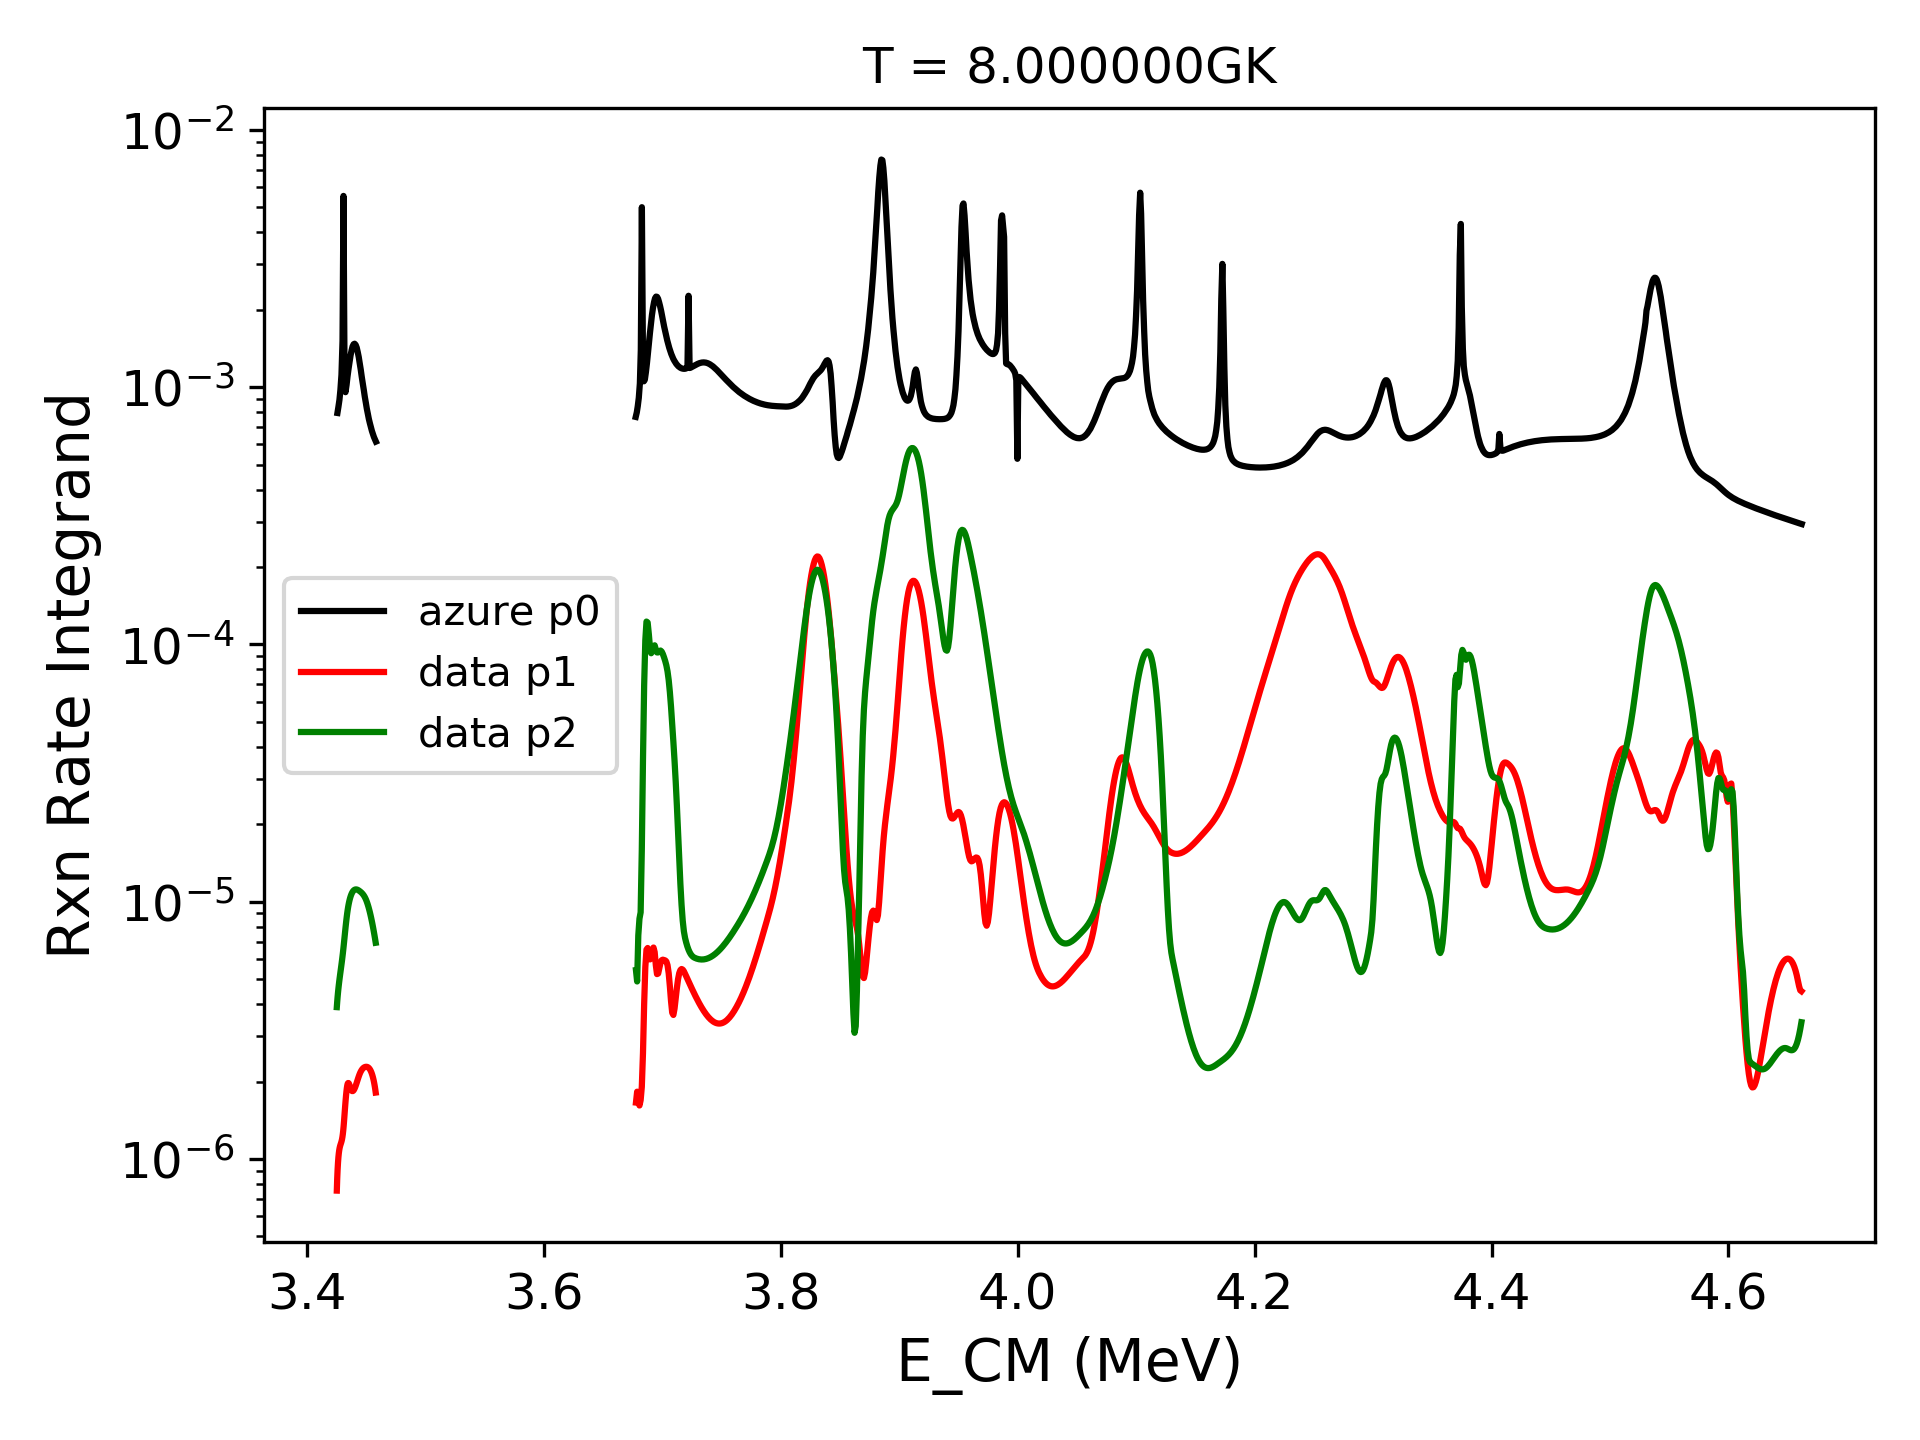 T = 8.000000GK
Rxn Rate Integrand
10⁻²
10⁻³
10⁻⁴
10⁻⁵
10⁻⁶
azure p0
data p1
data p2
3.4 3.6 3.8 4.0 4.2 4.4 4.6
E_CM (MeV)